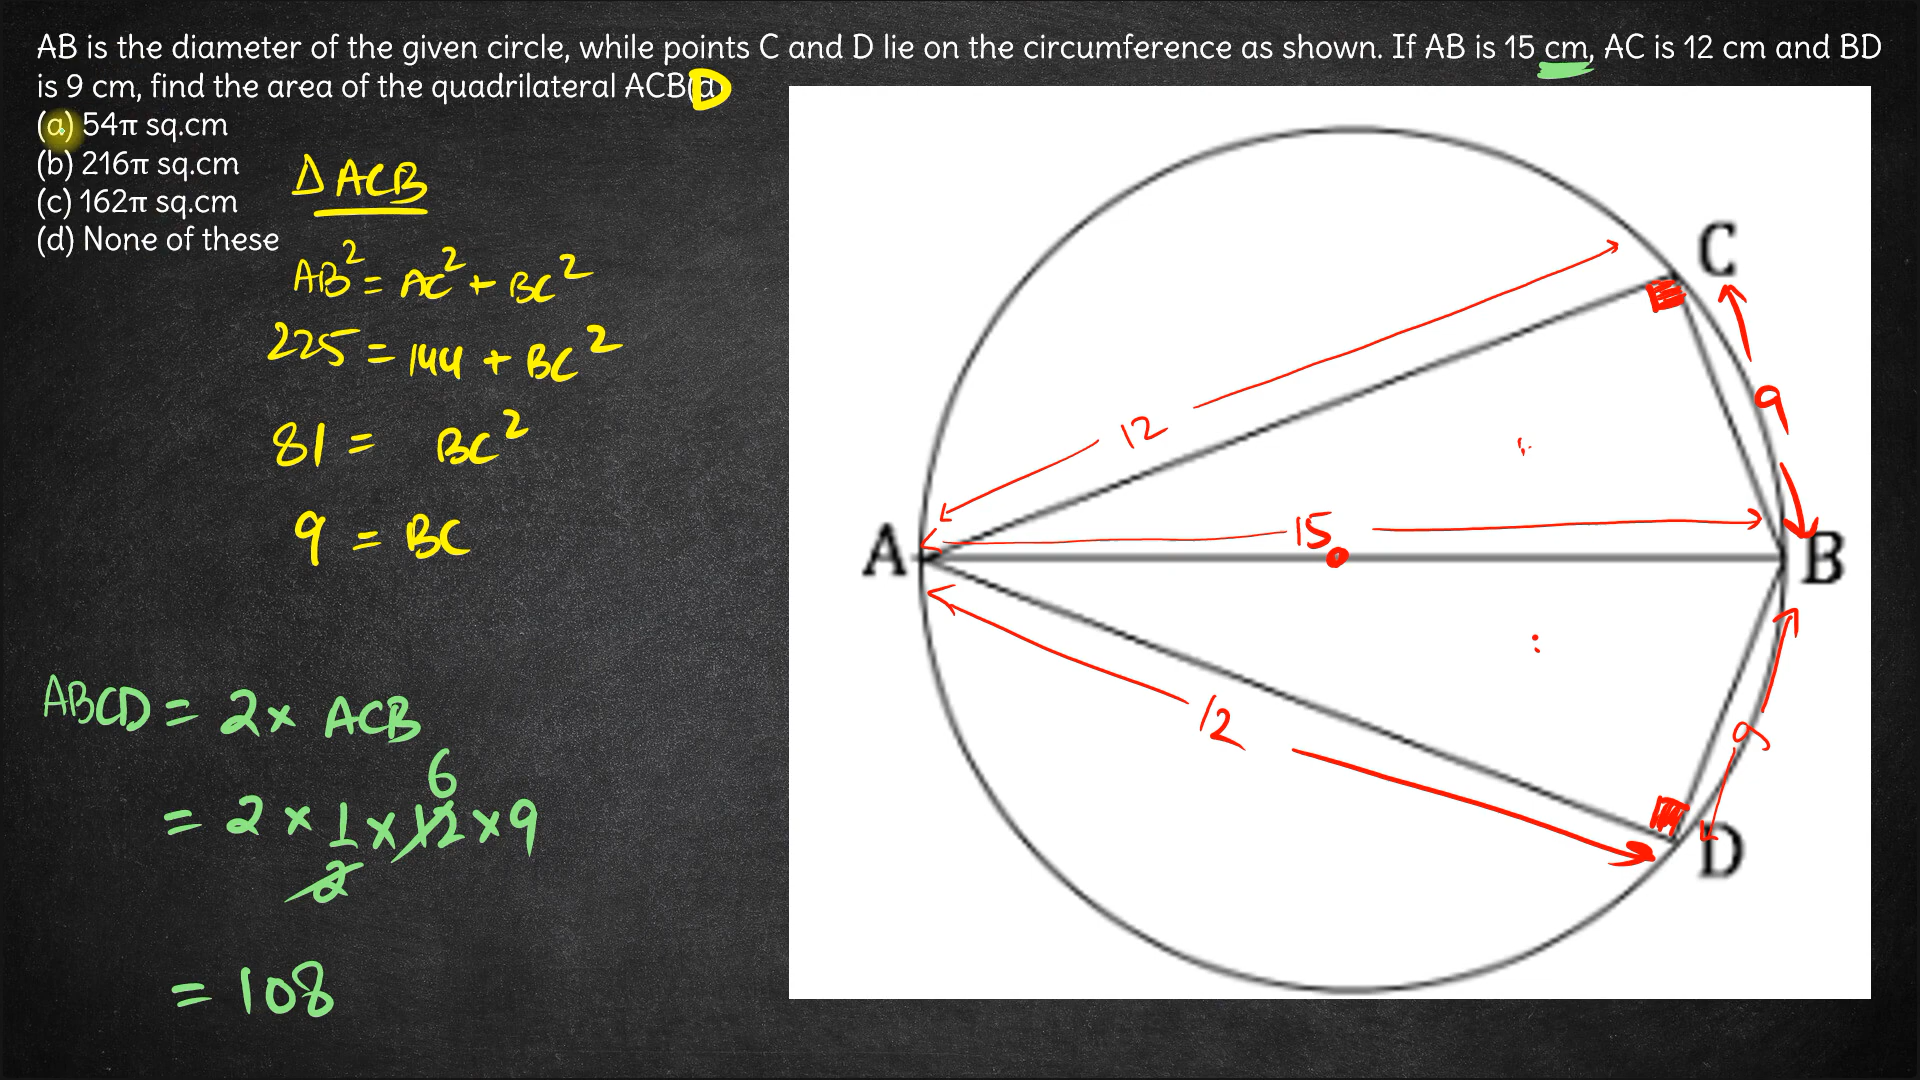 AB is the diameter of the given circle, while points C and D lie on the circumference as shown. If AB is 15 cm, AC is 12 cm and BD
is 9 cm, find the area of the quadrilateral ACBD
(a) 54π sq.cm
(b) 216π sq.cm
(c) 162π sq.cm
(d) None of these
Δ ACB
AB² = AC² + BC²
225 = 144 + BC²
81 = BC²
9 = BC
ABCD = 2 × ACB
6
= 2 × 1/2 × 12 × 9
= 108
C
12
9
15
A
B
12
9
D